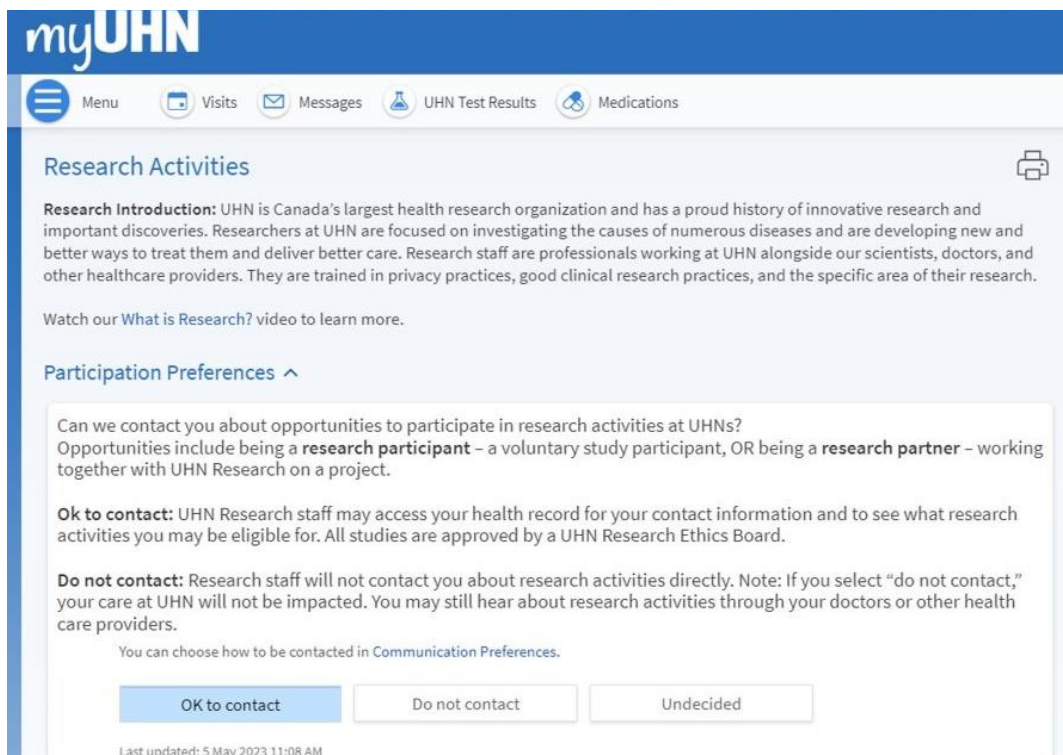 myUHN
Menu Visits Messages UHN Test Results Medications
Research Activities
Research Introduction: UHN is Canada's largest health research organization and has a proud history of innovative research and
important discoveries. Researchers at UHN are focused on investigating the causes of numerous diseases and are developing new and
better ways to treat them and deliver better care. Research staff are professionals working at UHN alongside our scientists, doctors, and
other healthcare providers. They are trained in privacy practices, good clinical research practices, and the specific area of their research.
Watch our What is Research? video to learn more.
Participation Preferences
Can we contact you about opportunities to participate in research activities at UHNs?
Opportunities include being a research participant – a voluntary study participant, OR being a research partner – working
together with UHN Research on a project.
Ok to contact: UHN Research staff may access your health record for your contact information and to see what research
activities you may be eligible for. All studies are approved by a UHN Research Ethics Board.
Do not contact: Research staff will not contact you about research activities directly. Note: If you select “do not contact,”
your care at UHN will not be impacted. You may still hear about research activities through your doctors or other health
care providers.
You can choose how to be contacted in Communication Preferences.
OK to contact Do not contact Undecided
Last updated: 5 May 2023 11:08 AM